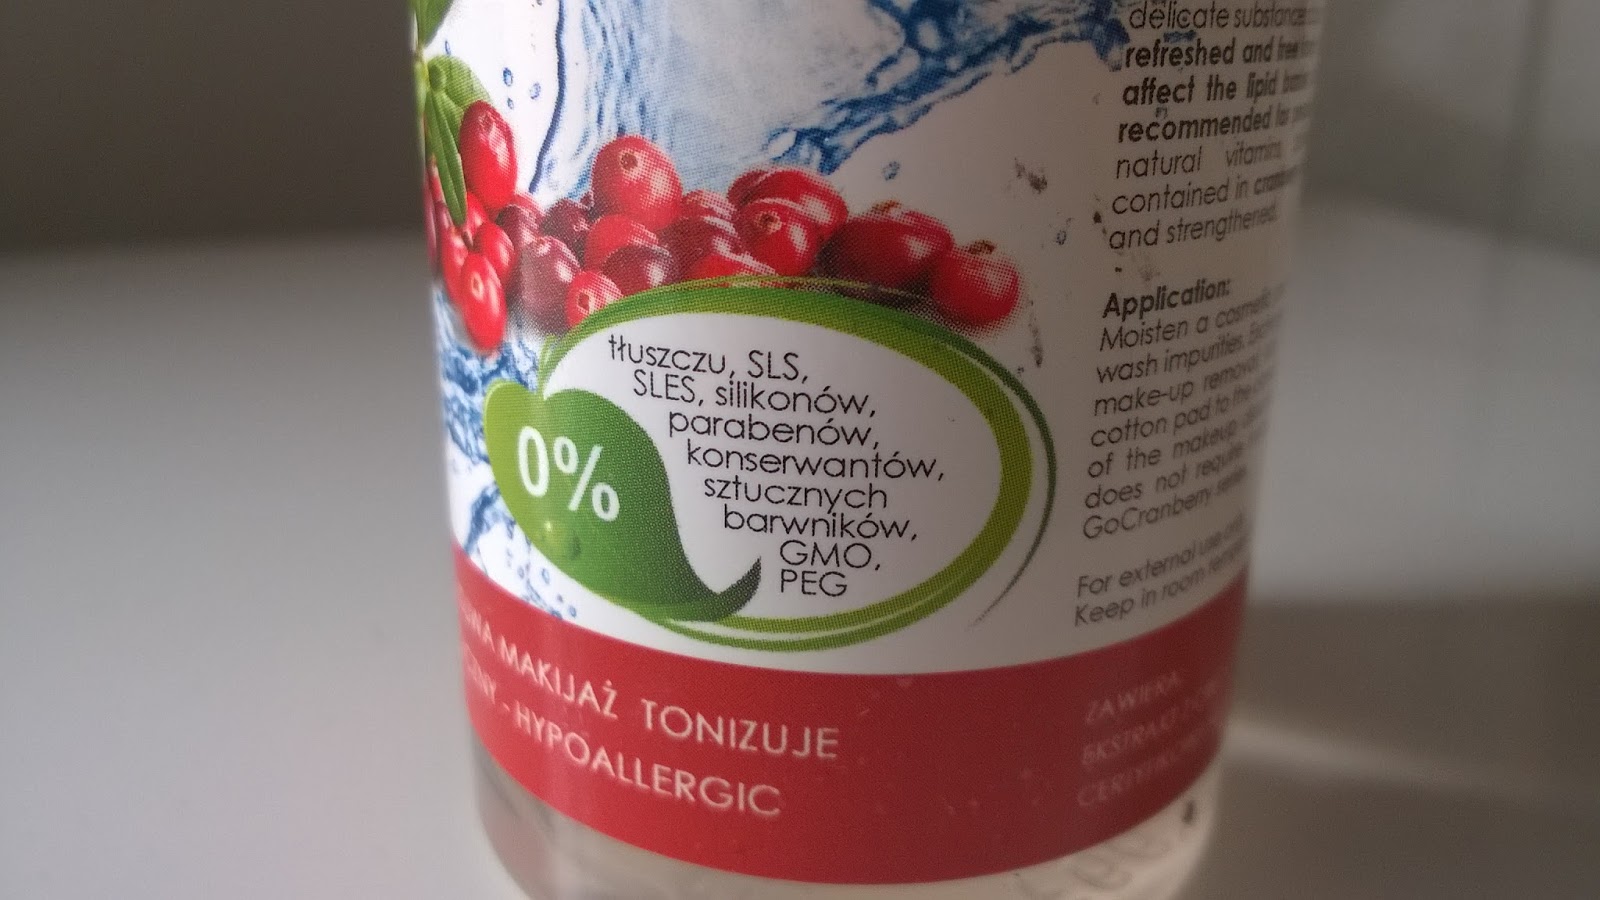 delicate
refreshed and free
affect the lipid
recommended for
natural vitamins
contained in
and strengthened.
Application:
Moisten a cosmetic
wash impurities.
make-up removal
cotton pad to the
of the makeup
does not require
GoCranberry series.
For external use only
Keep in room
0%
tłuszczu, SLS,
SLES, silikonów,
parabenów,
konserwantów,
sztucznych
barwników,
GMO,
PEG
MAKIJAŻ TONIZUJE
- HYPOALLERGIC
ZAWIERA:
EKSTRAKT